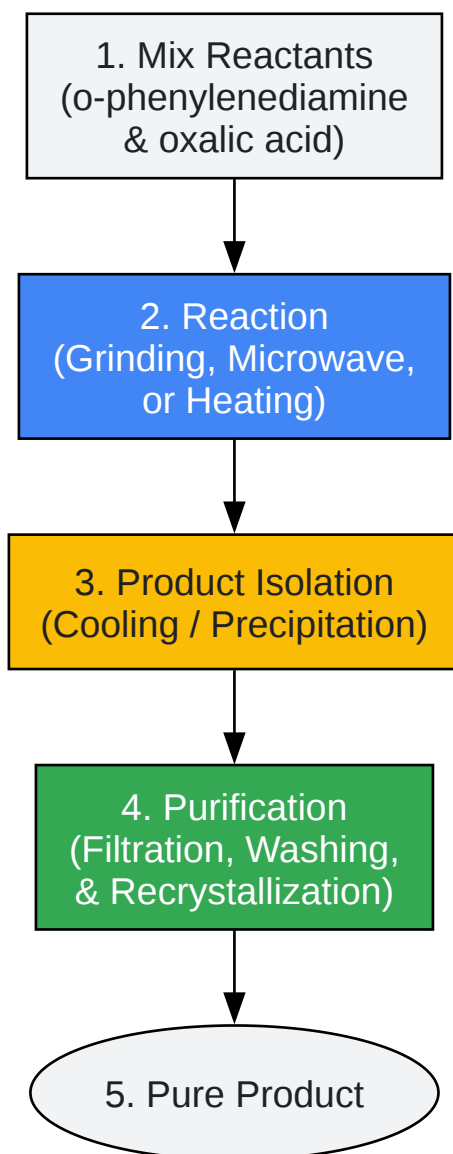 1. Mix Reactants
(o-phenylenediamine
& oxalic acid)
2. Reaction
(Grinding, Microwave,
or Heating)
3. Product Isolation
(Cooling / Precipitation)
4. Purification
(Filtration, Washing,
& Recrystallization)
5. Pure Product